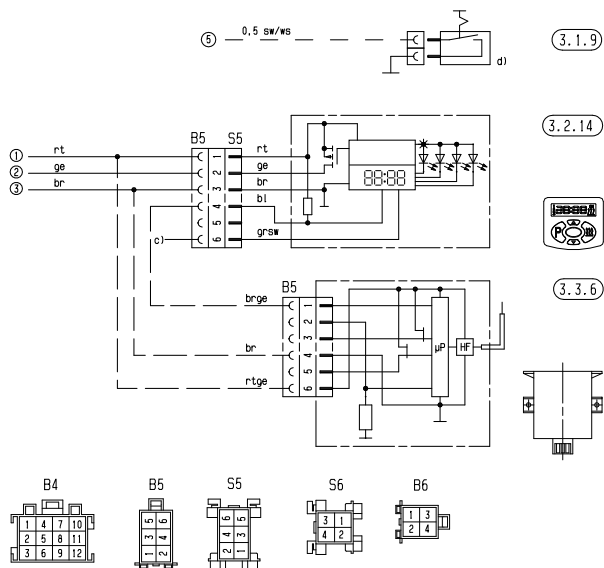 5 0,5 sw/ws
d)
3.1.9
B5 S5
3.2.14
1 rt 1 rt
2 ge 2 ge
3 br 3 br
4 bl
5
c) 6 grsw
88:88
P
3.3.6
B5
brge 1
2
3
br 4
5
rtge 6
µP HF
B4 B5 S5 S6 B6
1 4 7 10
2 5 8 11
3 6 9 12
5 6
3 4
1 2
6 5
4 3
2 1
3 1
4 2
1 3
2 4